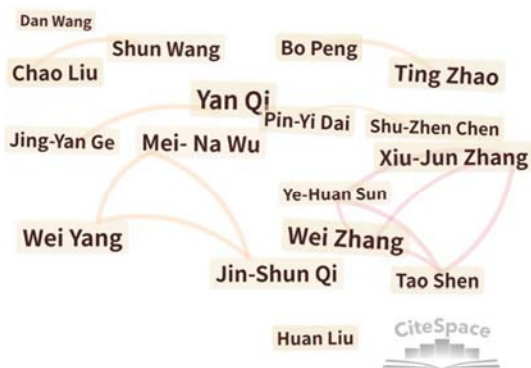 Dan Wang
Shun Wang
Bo Peng
Chao Liu
Ting Zhao
Yan Qi
Pin-Yi Dai
Shu-Zhen Chen
Jing-Yan Ge
Mei- Na Wu
Xiu-Jun Zhang
Ye-Huan Sun
Wei Yang
Wei Zhang
Jin-Shun Qi
Tao Shen
Huan Liu
CiteSpace